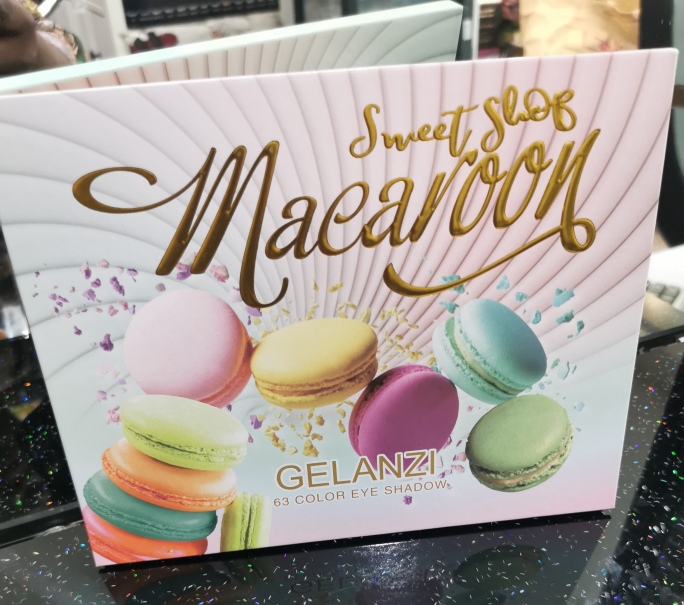 Sweet Shop
Macaroon
GELANZI
63 COLOR EYE SHADOW